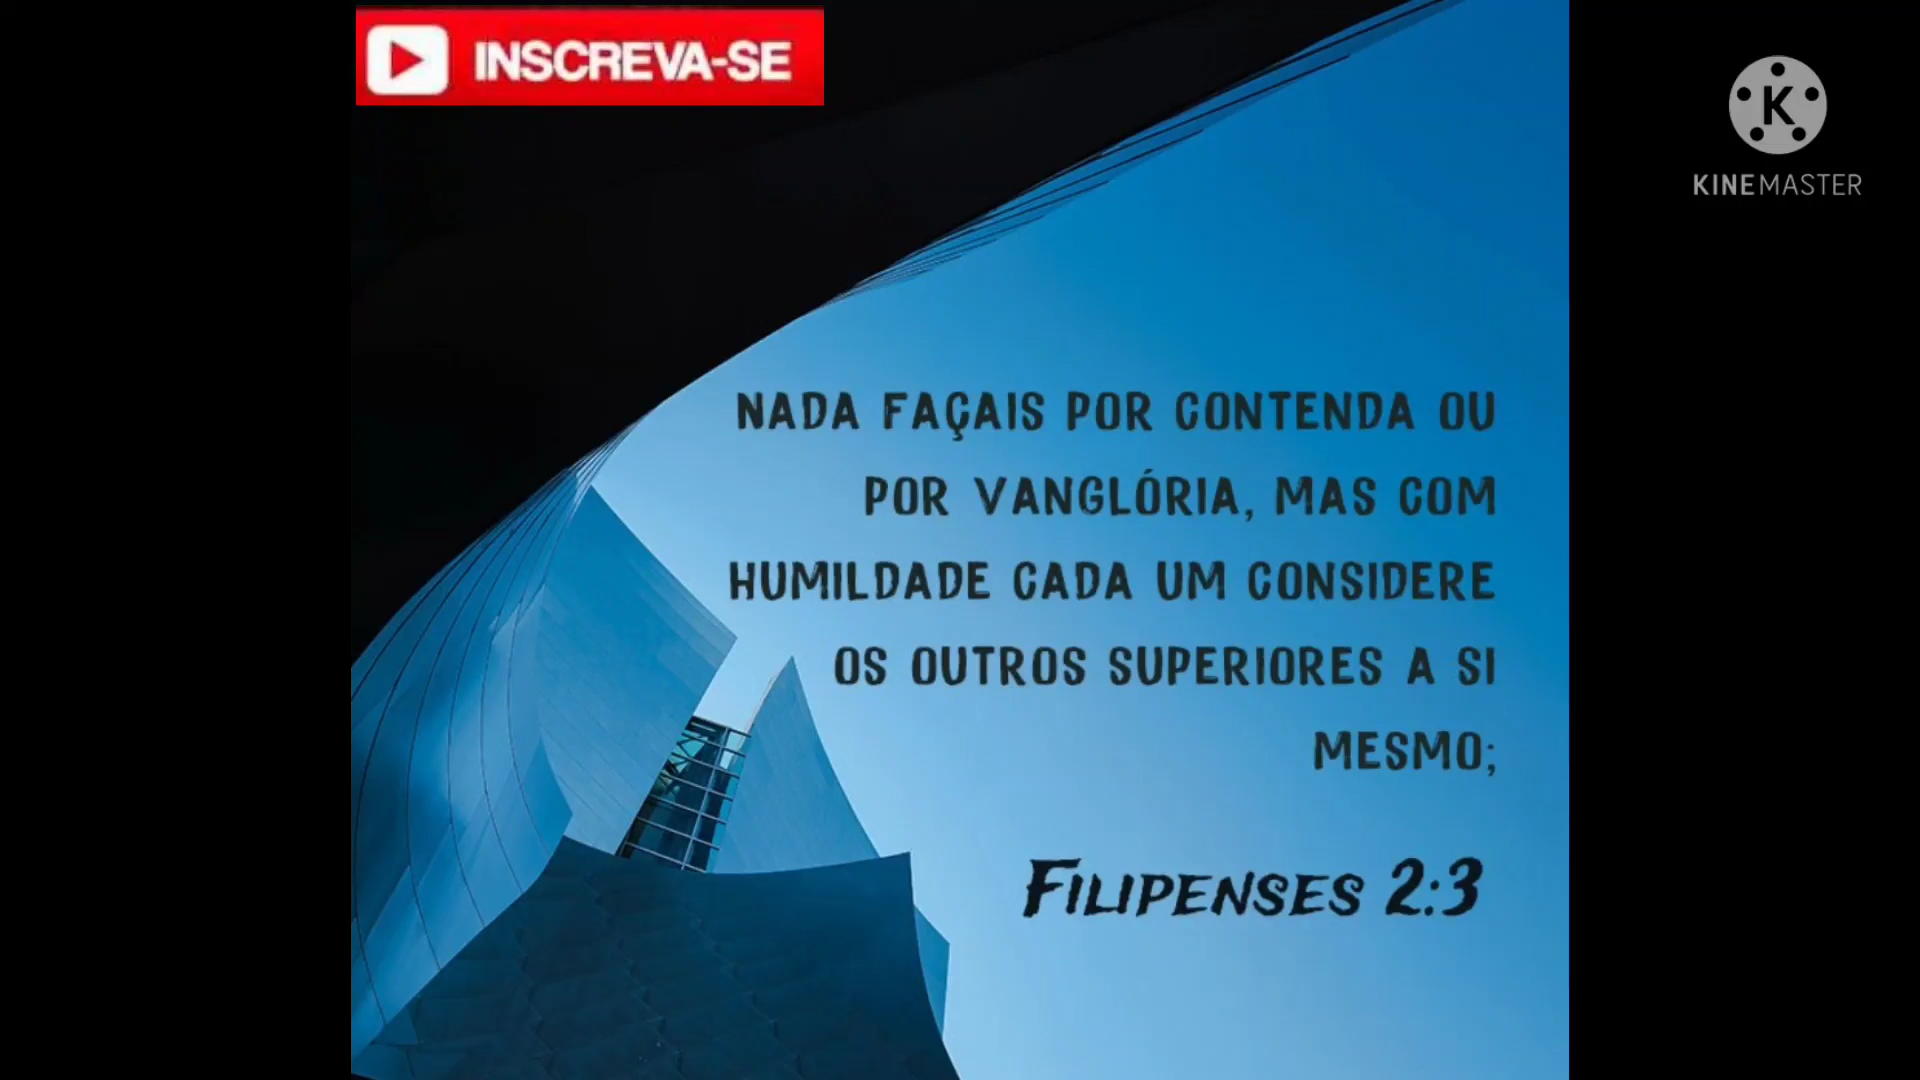 INSCREVA-SE
K
KINEMASTER
NADA FAÇAIS POR CONTENDA OU
POR VANGLÓRIA, MAS COM
HUMILDADE CADA UM CONSIDERE
OS OUTROS SUPERIORES A SI
MESMO;
FILIPENSES 2:3